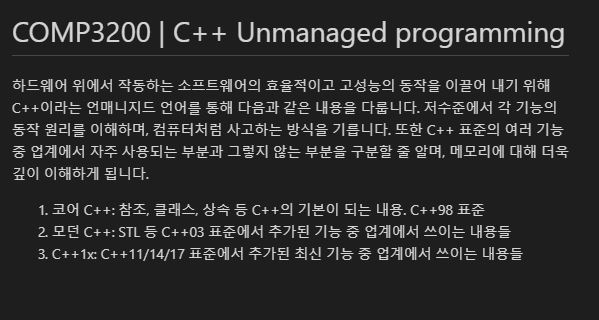 COMP3200 | C++ Unmanaged programming
하드웨어 위에서 작동하는 소프트웨어의 효율적이고 고성능의 동작을 이끌어 내기 위해
C++이라는 언매니지드 언어를 통해 다음과 같은 내용을 다룹니다. 저수준에서 각 기능의
동작 원리를 이해하며, 컴퓨터처럼 사고하는 방식을 기릅니다. 또한 C++ 표준의 여러 기능
중 업계에서 자주 사용되는 부분과 그렇지 않는 부분을 구분할 줄 알며, 메모리에 대해 더욱
깊이 이해하게 됩니다.
1. 코어 C++: 참조, 클래스, 상속 등 C++의 기본이 되는 내용. C++98 표준
2. 모던 C++: STL 등 C++03 표준에서 추가된 기능 중 업계에서 쓰이는 내용들
3. C++1x: C++11/14/17 표준에서 추가된 최신 기능 중 업계에서 쓰이는 내용들